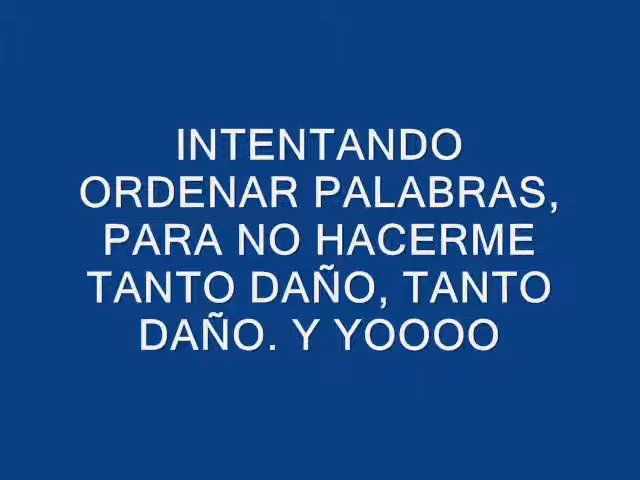 INTENTANDO
ORDENAR PALABRAS,
PARA NO HACERME
TANTO DAÑO, TANTO
DAÑO. Y YOOOO